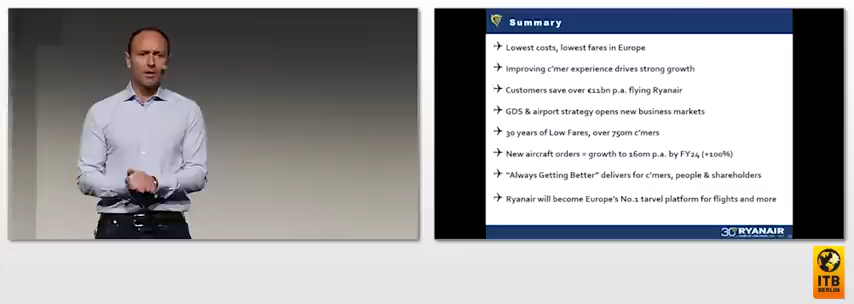 Summary
Lowest costs, lowest fares in Europe
Improving c'mer experience drives strong growth
Customers save over €11bn p.a. flying Ryanair
GDS & airport strategy opens new business markets
30 years of Low Fares, over 750m c'mers
New aircraft orders = growth to 160m p.a. by FY24 (+100%)
"Always Getting Better" delivers for c'mers, people & shareholders
Ryanair will become Europe's No.1 tarvel platform for flights and more
30 RYANAIR
ITB
BERLIN